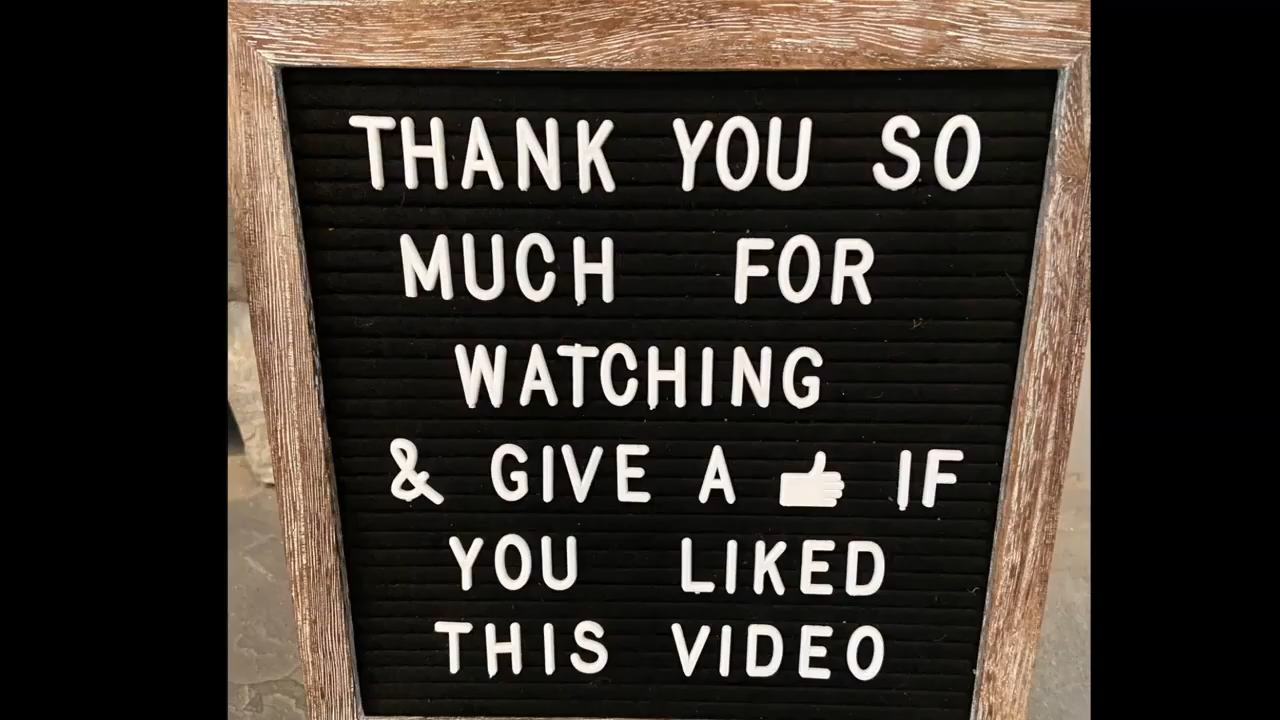 THANK YOU SO
MUCH FOR
WATCHING
& GIVE A 👍 IF
YOU LIKED
THIS VIDEO